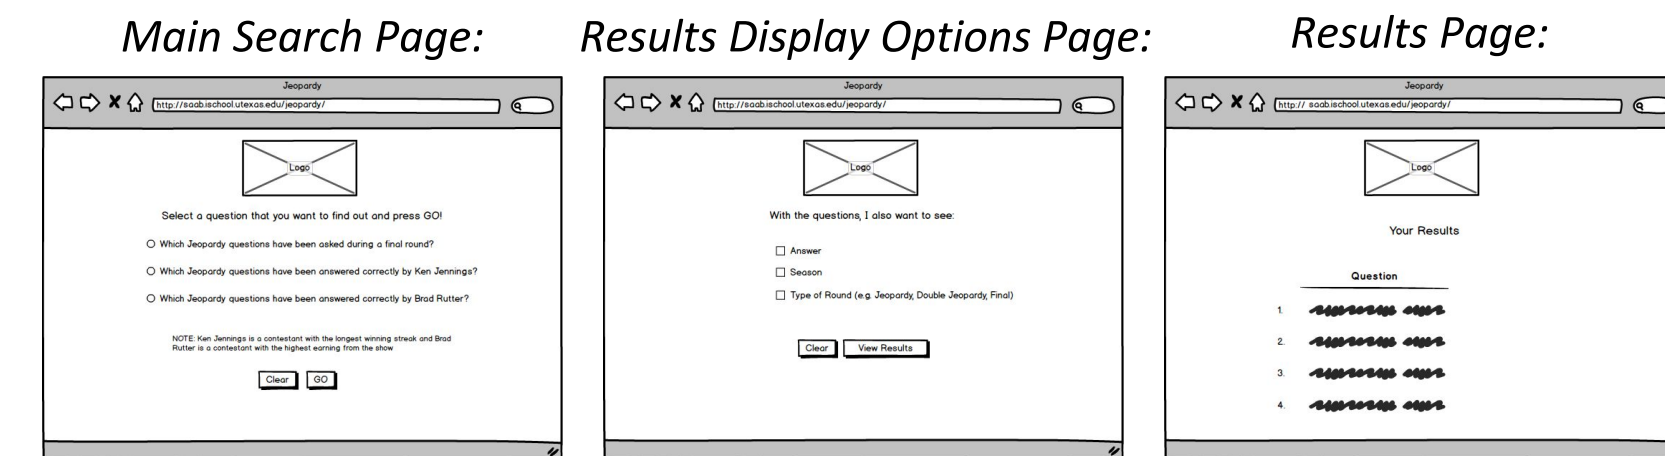 Main Search Page:
Jeopardy
http://saab.ischool.utexas.edu/jeopardy/
Logo
Select a question that you want to find out and press GO!
Which Jeopardy questions have been asked during a final round?
Which Jeopardy questions have been answered correctly by Ken Jennings?
Which Jeopardy questions have been answered correctly by Brad Rutter?
NOTE: Ken Jennings is a contestant with the longest winning streak and Brad
Rutter is a contestant with the highest earning from the show
Clear GO
Results Display Options Page:
Jeopardy
http://saab.ischool.utexas.edu/jeopardy/
Logo
With the questions, I also want to see:
Answer
Season
Type of Round (e.g. Jeopardy, Double Jeopardy, Final)
Clear View Results
Results Page:
Jeopardy
http:// saab.ischool.utexas.edu/jeopardy/
Logo
Your Results
Question
1.
2.
3.
4.